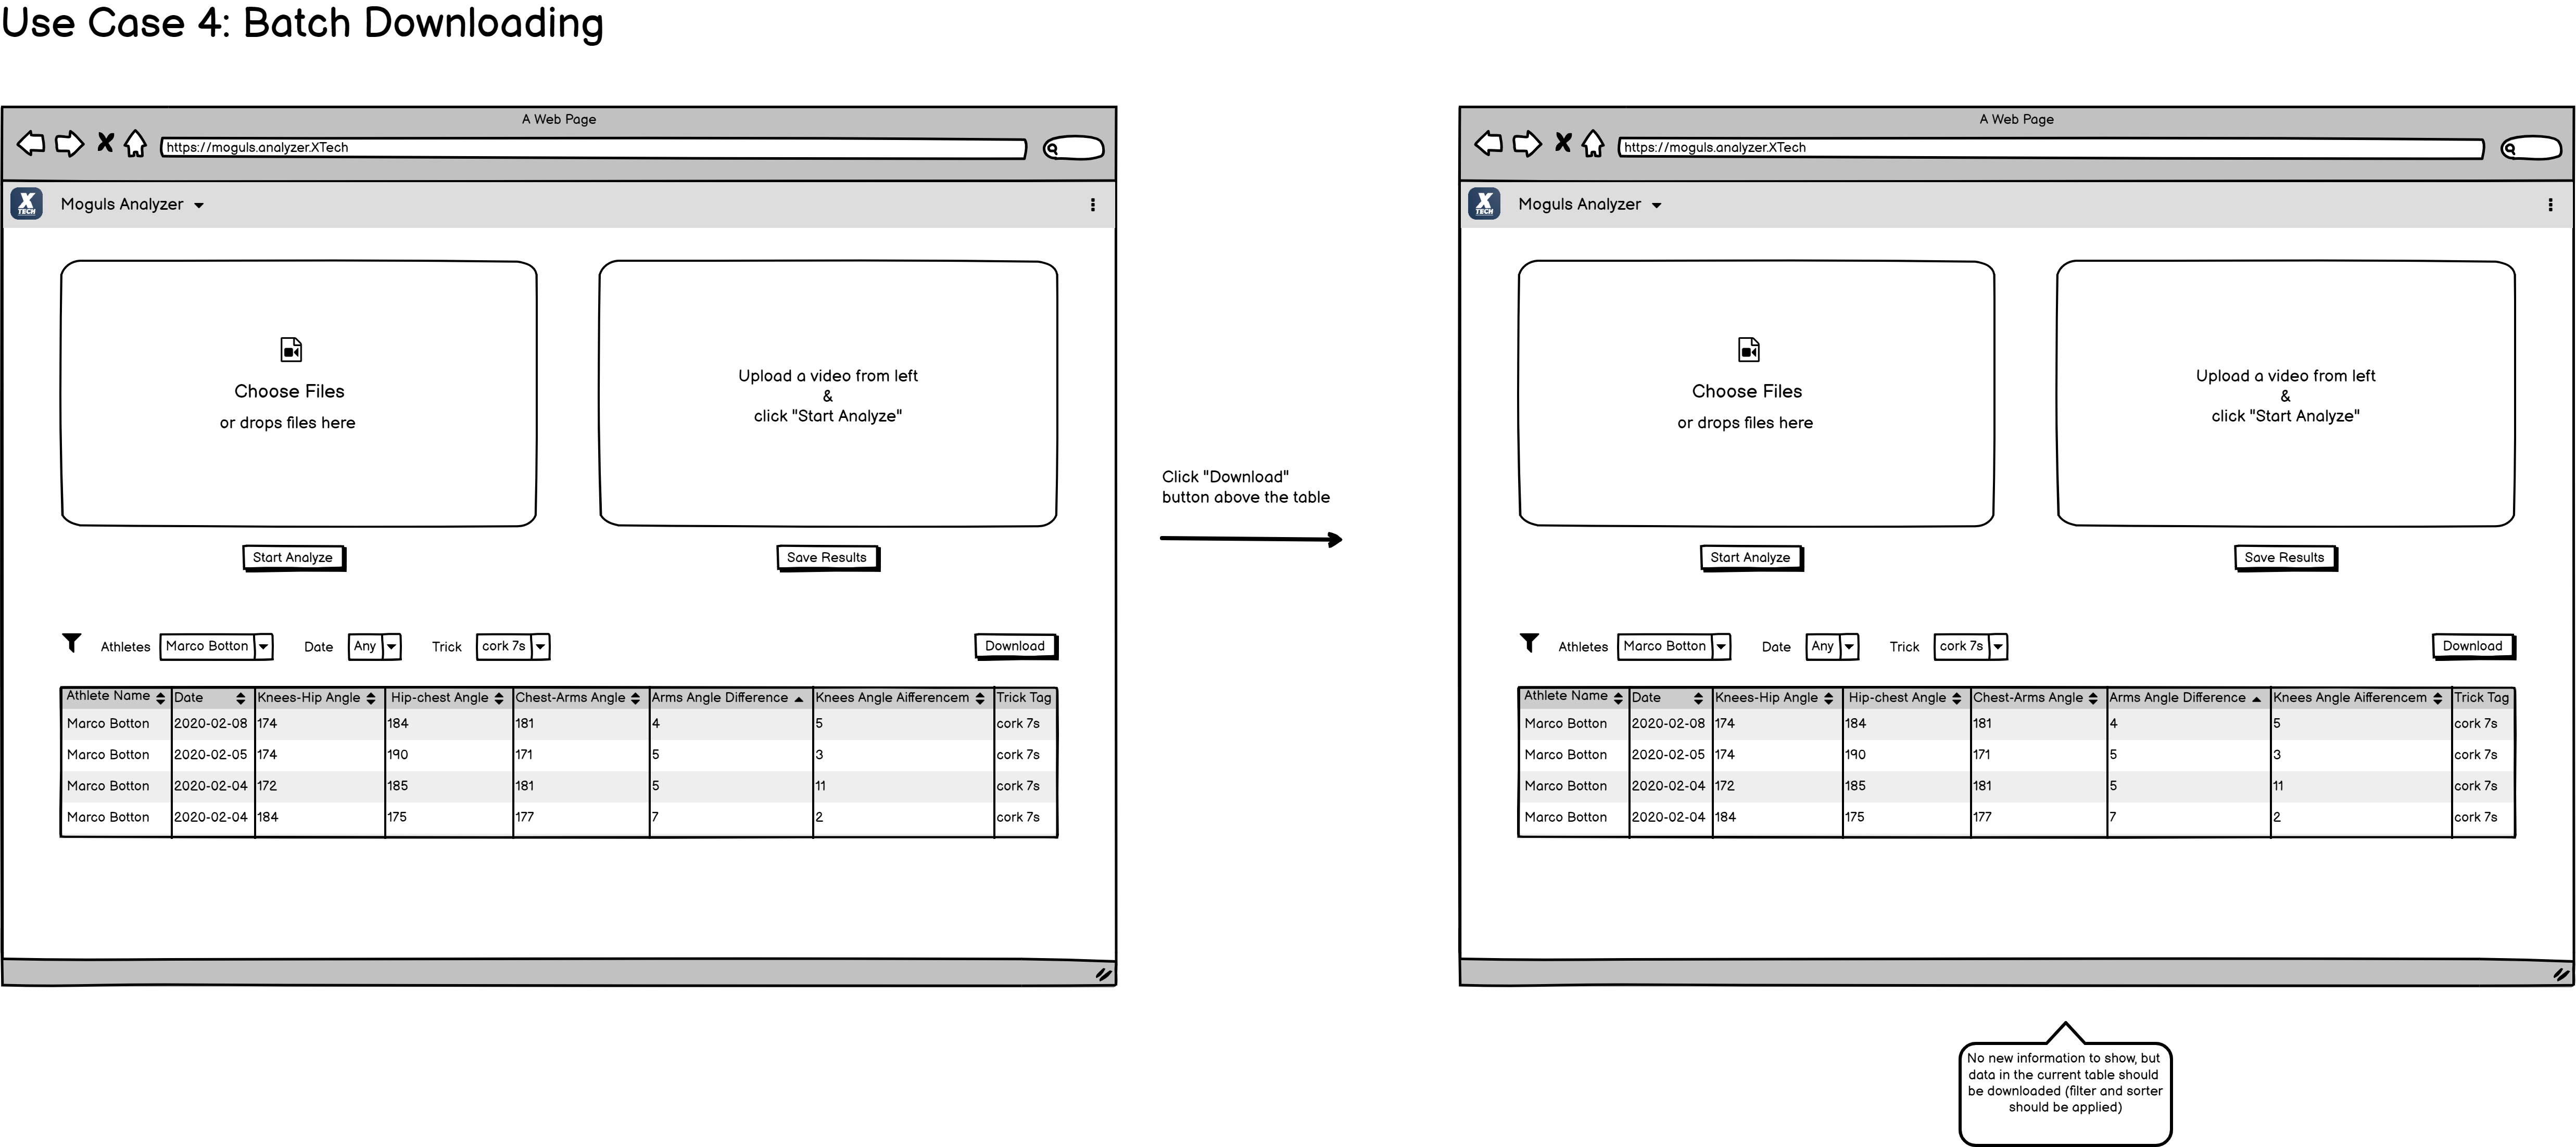 Use Case 4: Batch Downloading
A Web Page
https://moguls.analyzer.XTech
X
TECH
Moguls Analyzer
Choose Files
or drops files here
Upload a video from left
&
click "Start Analyze"
Start Analyze
Save Results
Athletes Marco Botton Date Any Trick cork 7s Download
Athlete Name Date Knees-Hip Angle Hip-chest Angle Chest-Arms Angle Arms Angle Difference Knees Angle Aifferencem Trick Tag
Marco Botton 2020-02-08 174 184 181 4 5 cork 7s
Marco Botton 2020-02-05 174 190 171 5 3 cork 7s
Marco Botton 2020-02-04 172 185 181 5 11 cork 7s
Marco Botton 2020-02-04 184 175 177 7 2 cork 7s
Click "Download"
button above the table
A Web Page
https://moguls.analyzer.XTech
X
TECH
Moguls Analyzer
Choose Files
or drops files here
Upload a video from left
&
click "Start Analyze"
Start Analyze
Save Results
Athletes Marco Botton Date Any Trick cork 7s Download
Athlete Name Date Knees-Hip Angle Hip-chest Angle Chest-Arms Angle Arms Angle Difference Knees Angle Aifferencem Trick Tag
Marco Botton 2020-02-08 174 184 181 4 5 cork 7s
Marco Botton 2020-02-05 174 190 171 5 3 cork 7s
Marco Botton 2020-02-04 172 185 181 5 11 cork 7s
Marco Botton 2020-02-04 184 175 177 7 2 cork 7s
No new information to show, but
data in the current table should
be downloaded (filter and sorter
should be applied)